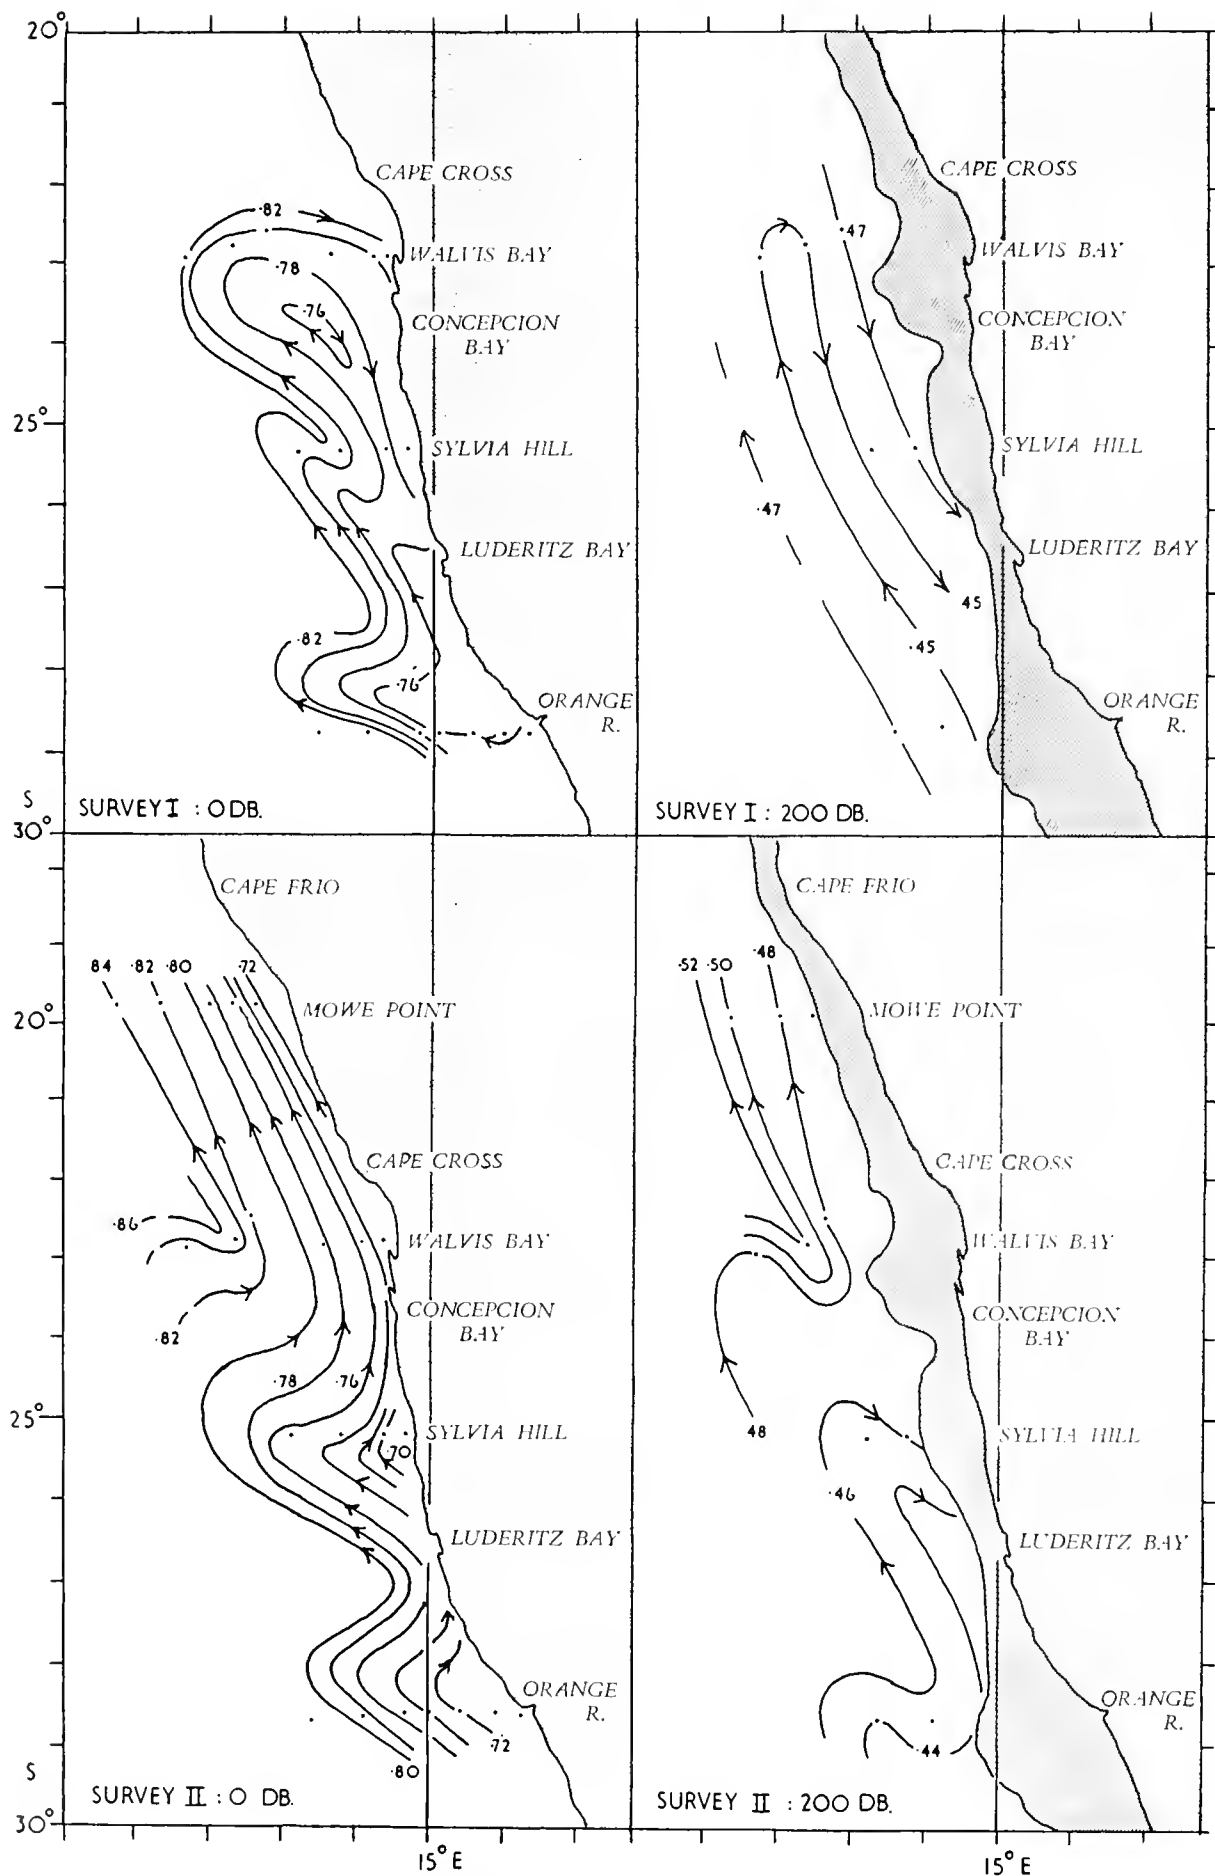 20°
CAPE CROSS
·82
WALVIS BAY
·78
·76
CONCEPCION
BAY
25°
SYLVIA HILL
LUDERITZ BAY
·82
·76
ORANGE
R.
S
30°
SURVEY I : O DB.
CAPE CROSS
·47
WALVIS BAY
CONCEPCION
BAY
SYLVIA HILL
·47
LUDERITZ BAY
45
·45
ORANGE
R.
SURVEY I : 200 DB.
CAPE FRIO
84 ·82 ·80 ·72
MOWE POINT
20°
CAPE CROSS
·86
WALVIS BAY
CONCEPCION
BAY
·82
·78
·76
25°
SYLVIA HILL
·70
LUDERITZ BAY
ORANGE
R.
·72
·80
S
30°
SURVEY II : O DB.
15° E
CAPE FRIO
·52 ·50 ·48
MOWE POINT
CAPE CROSS
WALVIS BAY
CONCEPCION
BAY
48
SYLVIA HILL
·46
LUDERITZ BAY
ORANGE
R.
·44
SURVEY II : 200 DB.
15° E